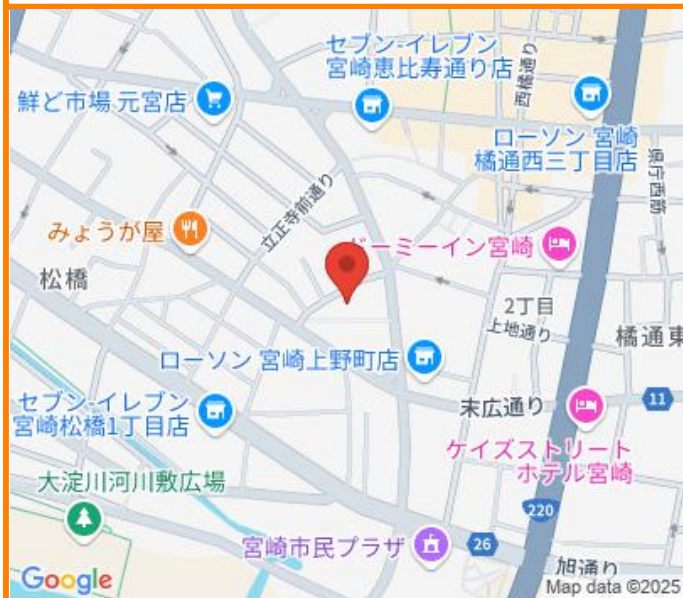 セブン-イレブン
宮崎恵比寿通り店
西橘通り
鮮ど市場 元宮店
ローソン 宮崎
橘通西三丁目店
県庁西筋
立正寺前通り
みょうが屋
ドーミーイン宮崎
松橋
2丁目
上地通り
橘通東
ローソン 宮崎上野町店
セブン-イレブン
宮崎松橋1丁目店
末広通り
11
ケイズストリート
ホテル宮崎
大淀川河川敷広場
220
宮崎市民プラザ
26
旭通り
Google
Map data ©2025